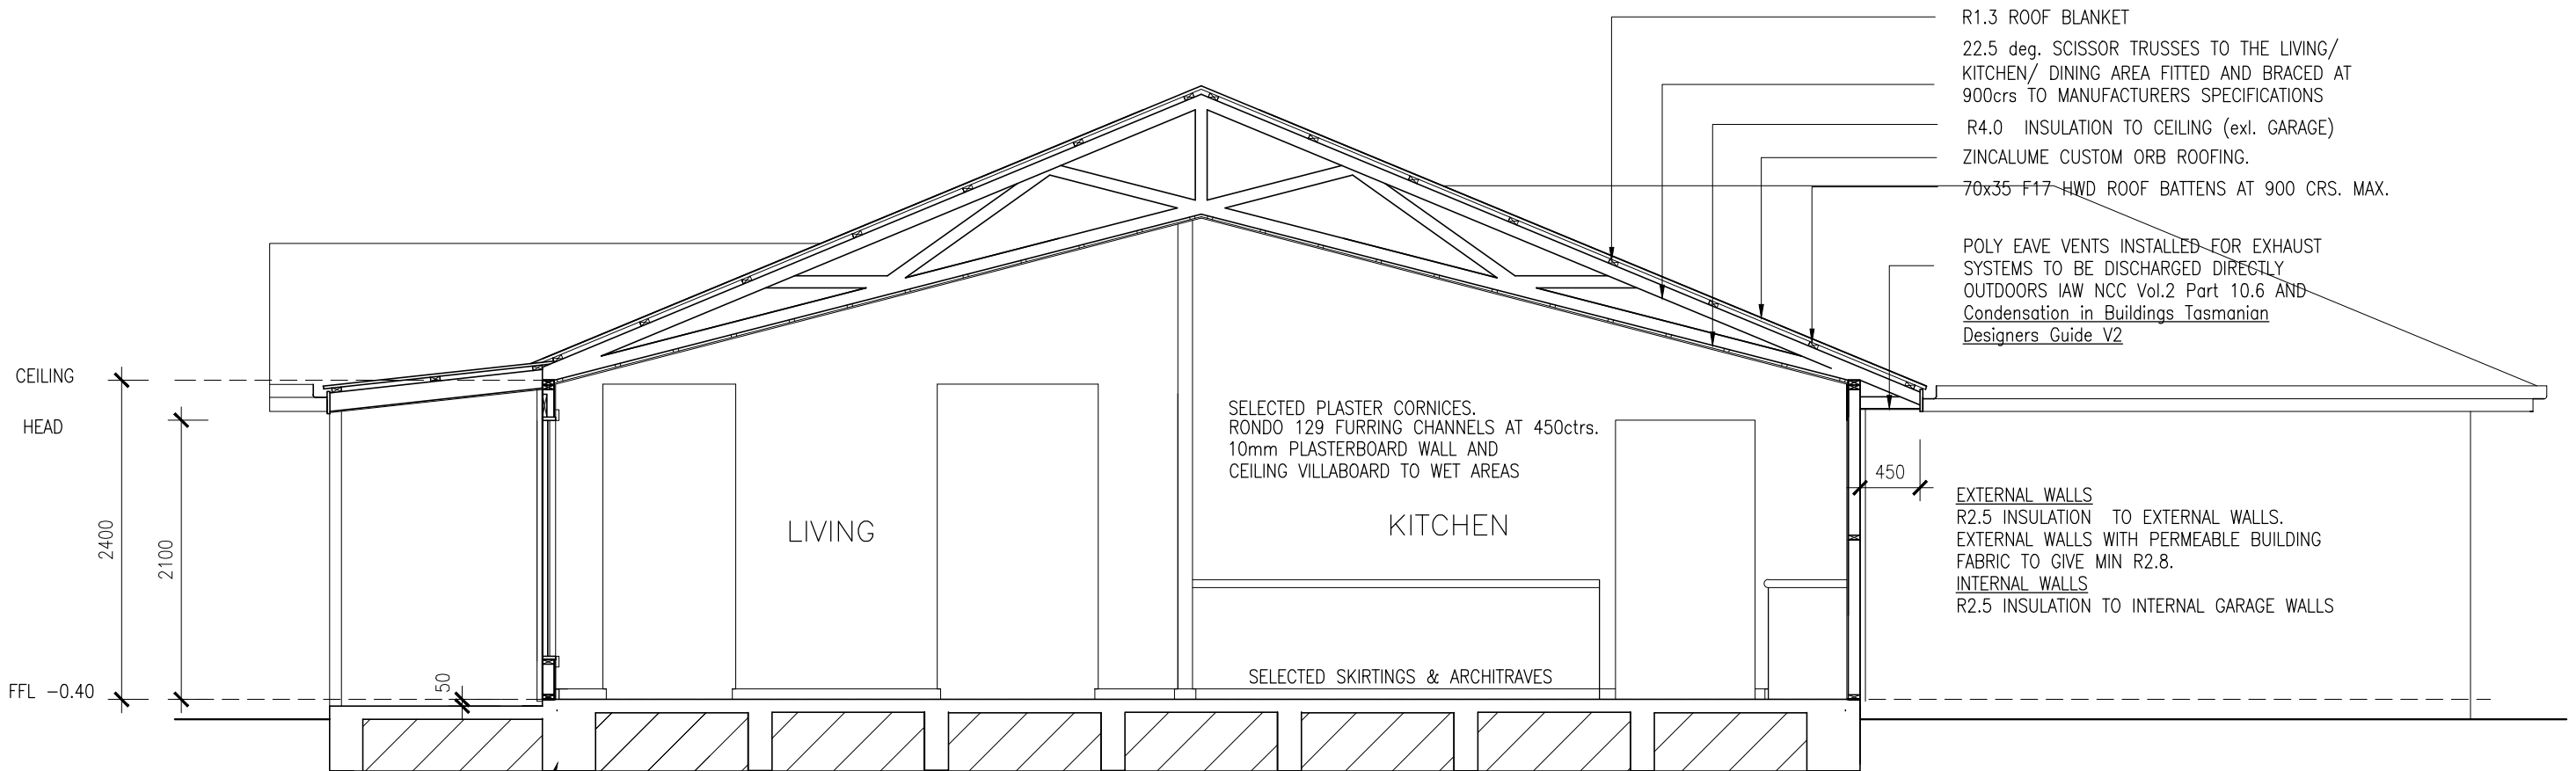 R1.3 ROOF BLANKET
22.5 deg. SCISSOR TRUSSES TO THE LIVING/
KITCHEN/ DINING AREA FITTED AND BRACED AT
900crs TO MANUFACTURERS SPECIFICATIONS
R4.0 INSULATION TO CEILING (exl. GARAGE)
ZINCALUME CUSTOM ORB ROOFING.
70x35 F17 HWD ROOF BATTENS AT 900 CRS. MAX.
POLY EAVE VENTS INSTALLED FOR EXHAUST
SYSTEMS TO BE DISCHARGED DIRECTLY
OUTDOORS IAW NCC Vol.2 Part 10.6 AND
Condensation in Buildings Tasmanian
Designers Guide V2
CEILING
HEAD
2400
2100
FFL -0.40
50
LIVING
SELECTED PLASTER CORNICES.
RONDO 129 FURRING CHANNELS AT 450ctrs.
10mm PLASTERBOARD WALL AND
CEILING VILLABOARD TO WET AREAS
KITCHEN
SELECTED SKIRTINGS & ARCHITRAVES
450
EXTERNAL WALLS
R2.5 INSULATION TO EXTERNAL WALLS.
EXTERNAL WALLS WITH PERMEABLE BUILDING
FABRIC TO GIVE MIN R2.8.
INTERNAL WALLS
R2.5 INSULATION TO INTERNAL GARAGE WALLS